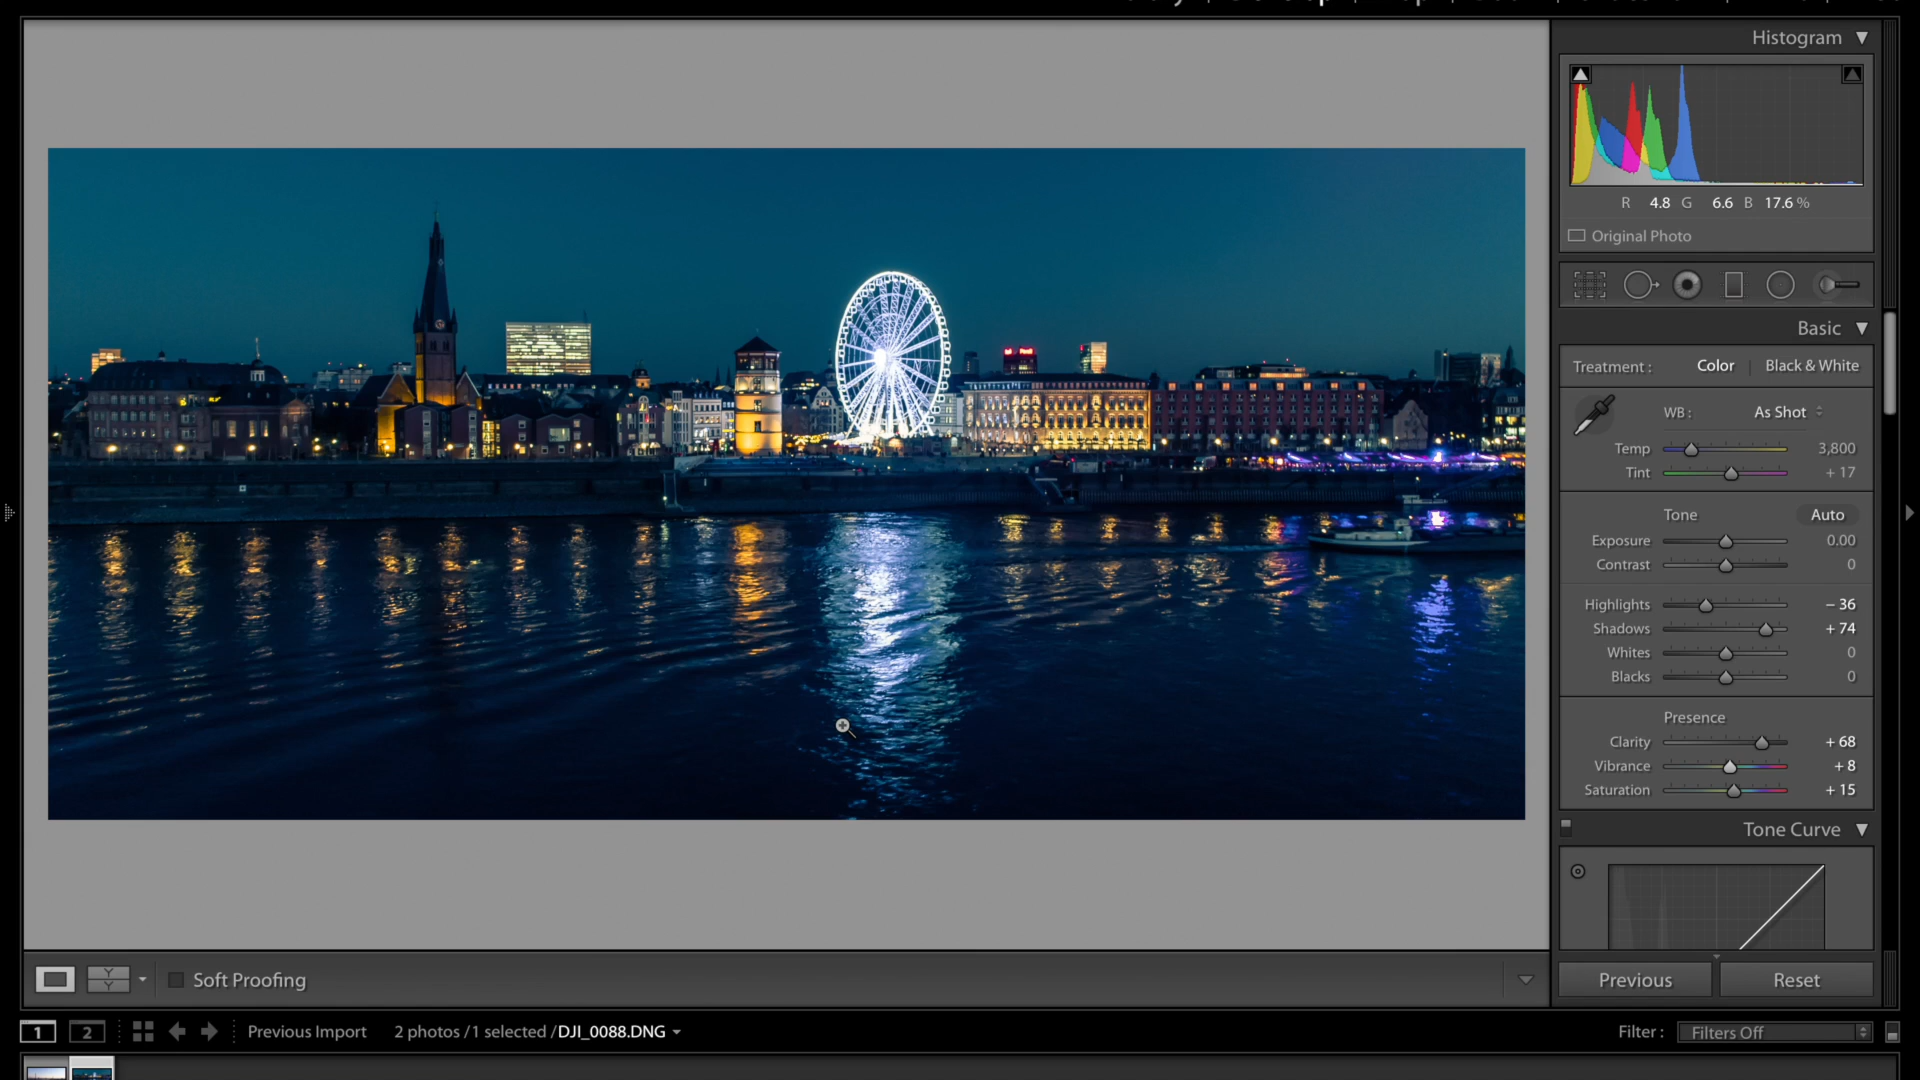 Histogram
R 4.8 G 6.6 B 17.6 %
Original Photo
Basic
Treatment : Color Black & White
WB : As Shot
Temp 3,800
Tint + 17
Tone Auto
Exposure 0.00
Contrast 0
Highlights – 36
Shadows + 74
Whites 0
Blacks 0
Presence
Clarity + 68
Vibrance + 8
Saturation + 15
Tone Curve
Y Y Soft Proofing
Previous Reset
1 2 Previous Import 2 photos / 1 selected / DJI_0088.DNG Filter : Filters Off